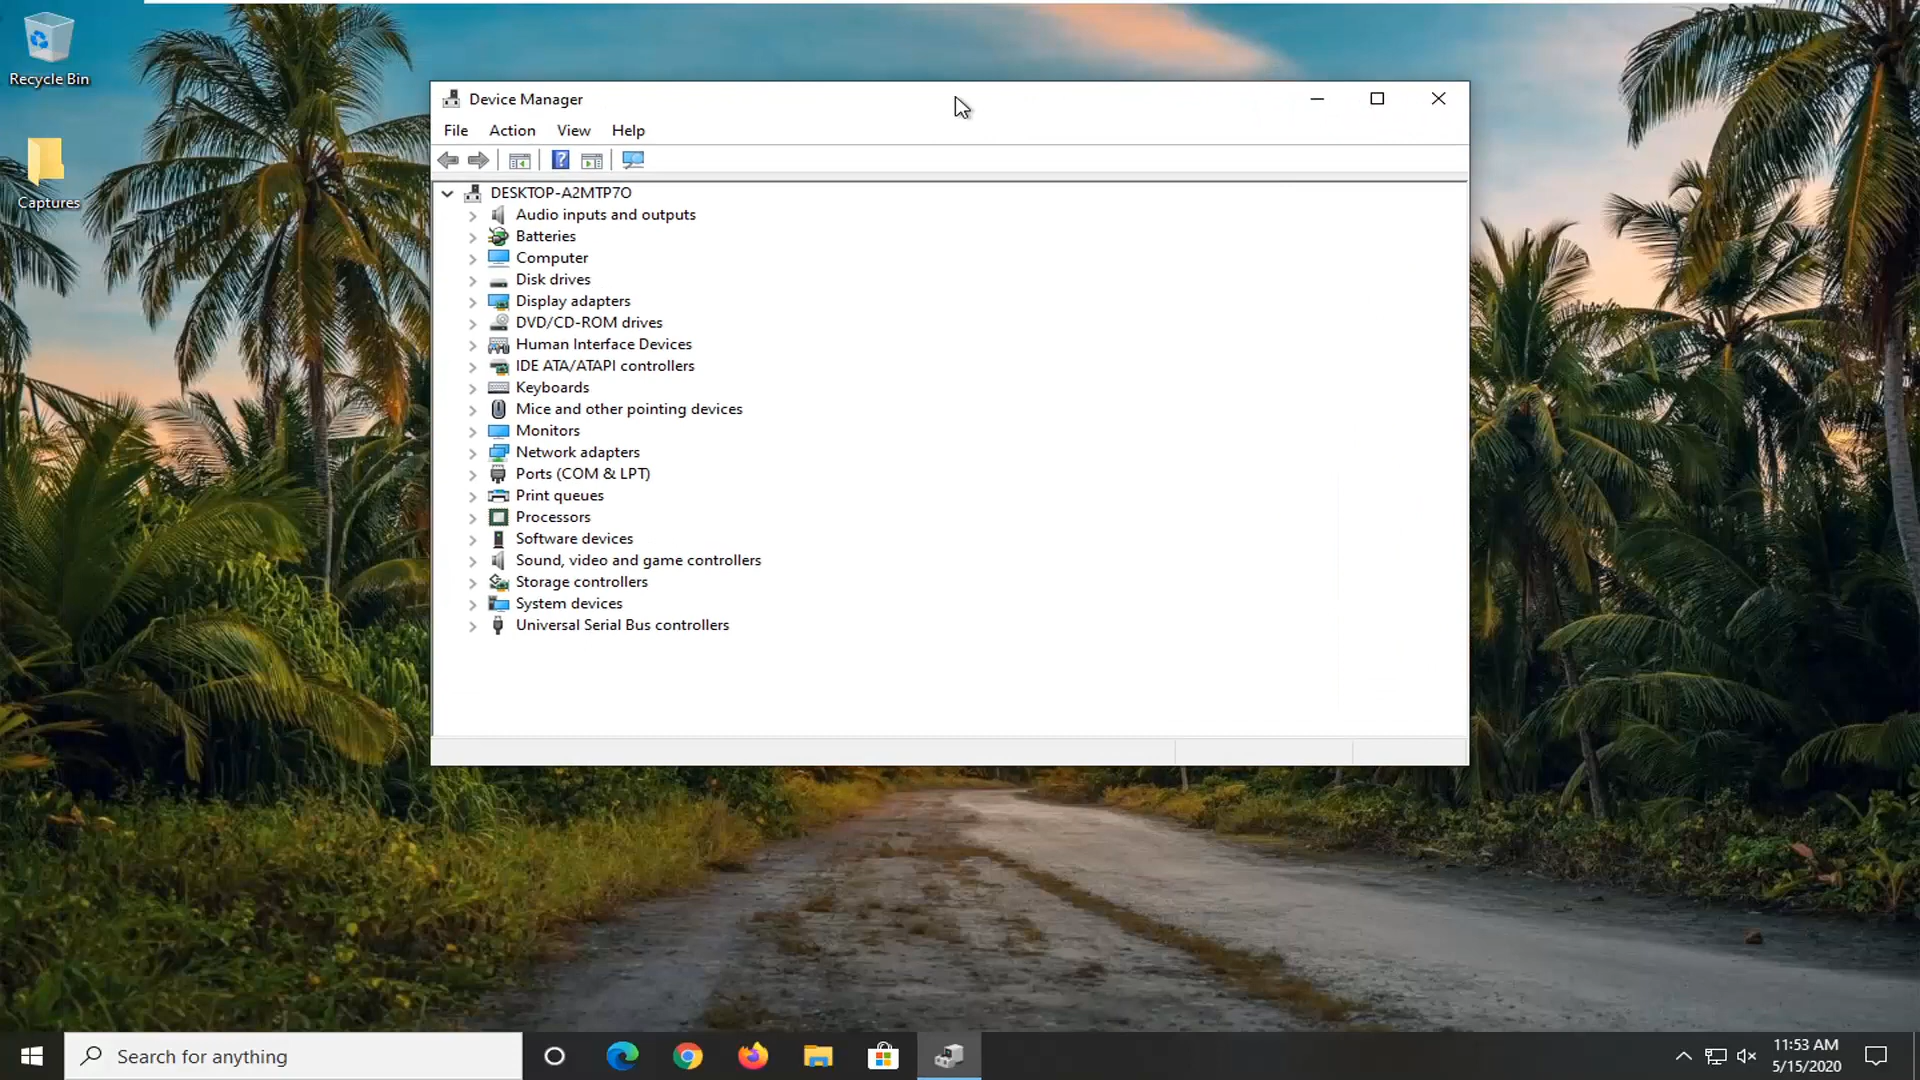 Recycle Bin
Captures
Device Manager
File Action View Help
DESKTOP-A2MTP7O
Audio inputs and outputs
Batteries
Computer
Disk drives
Display adapters
DVD/CD-ROM drives
Human Interface Devices
IDE ATA/ATAPI controllers
Keyboards
Mice and other pointing devices
Monitors
Network adapters
Ports (COM & LPT)
Print queues
Processors
Software devices
Sound, video and game controllers
Storage controllers
System devices
Universal Serial Bus controllers
Search for anything
11:53 AM
5/15/2020